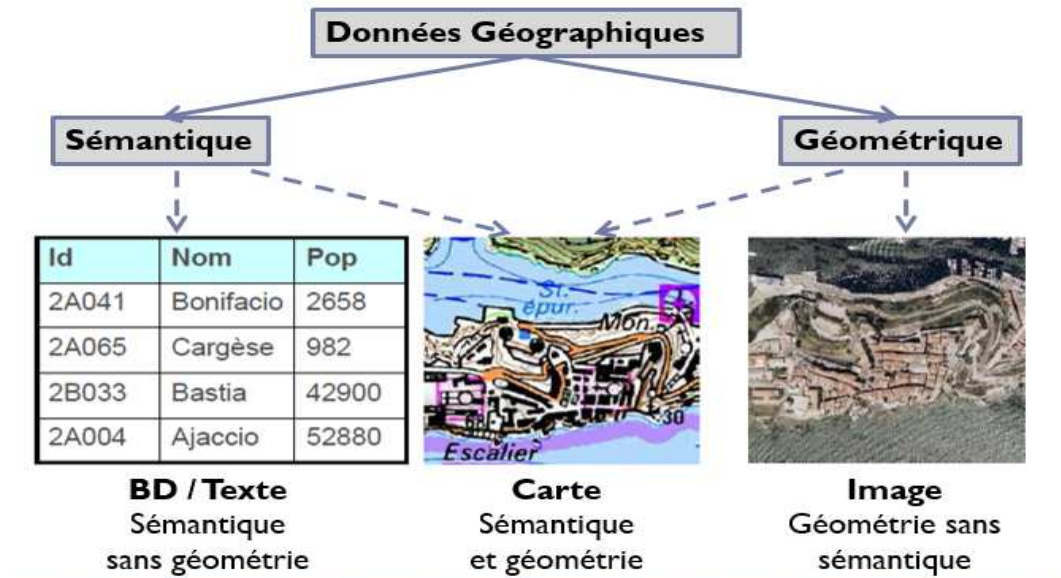 Données Géographiques
Sémantique
Géométrique
Id Nom Pop
2A041 Bonifacio 2658
2A065 Cargèse 982
2B033 Bastia 42900
2A004 Ajaccio 52880
St.
épur.
Mon.
30
Escalier
BD / Texte
Sémantique
sans géométrie
Carte
Sémantique
et géométrie
Image
Géométrie sans
sémantique